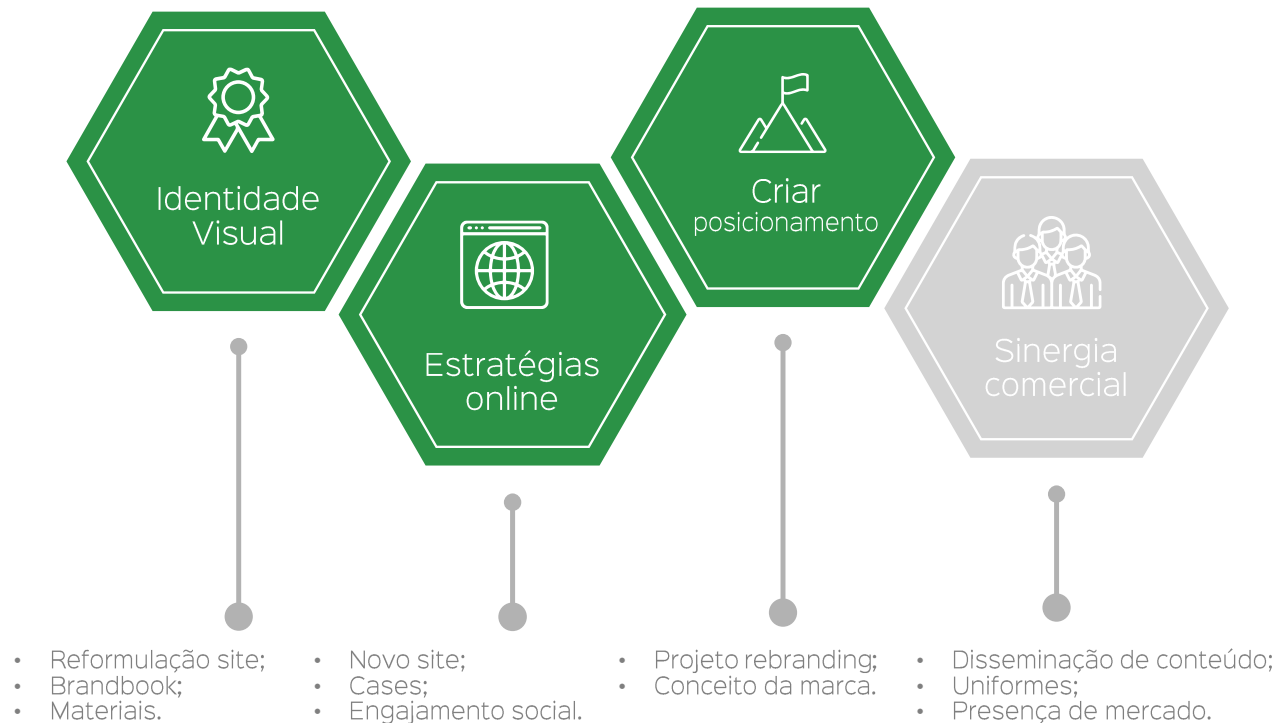 Identidade
Visual
Estratégias
online
Criar
posicionamento
Sinergia
comercial
• Reformulação site;
• Brandbook;
• Materiais.
• Novo site;
• Cases;
• Engajamento social.
• Projeto rebranding;
• Conceito da marca.
• Disseminação de conteúdo;
• Uniformes;
• Presença de mercado.